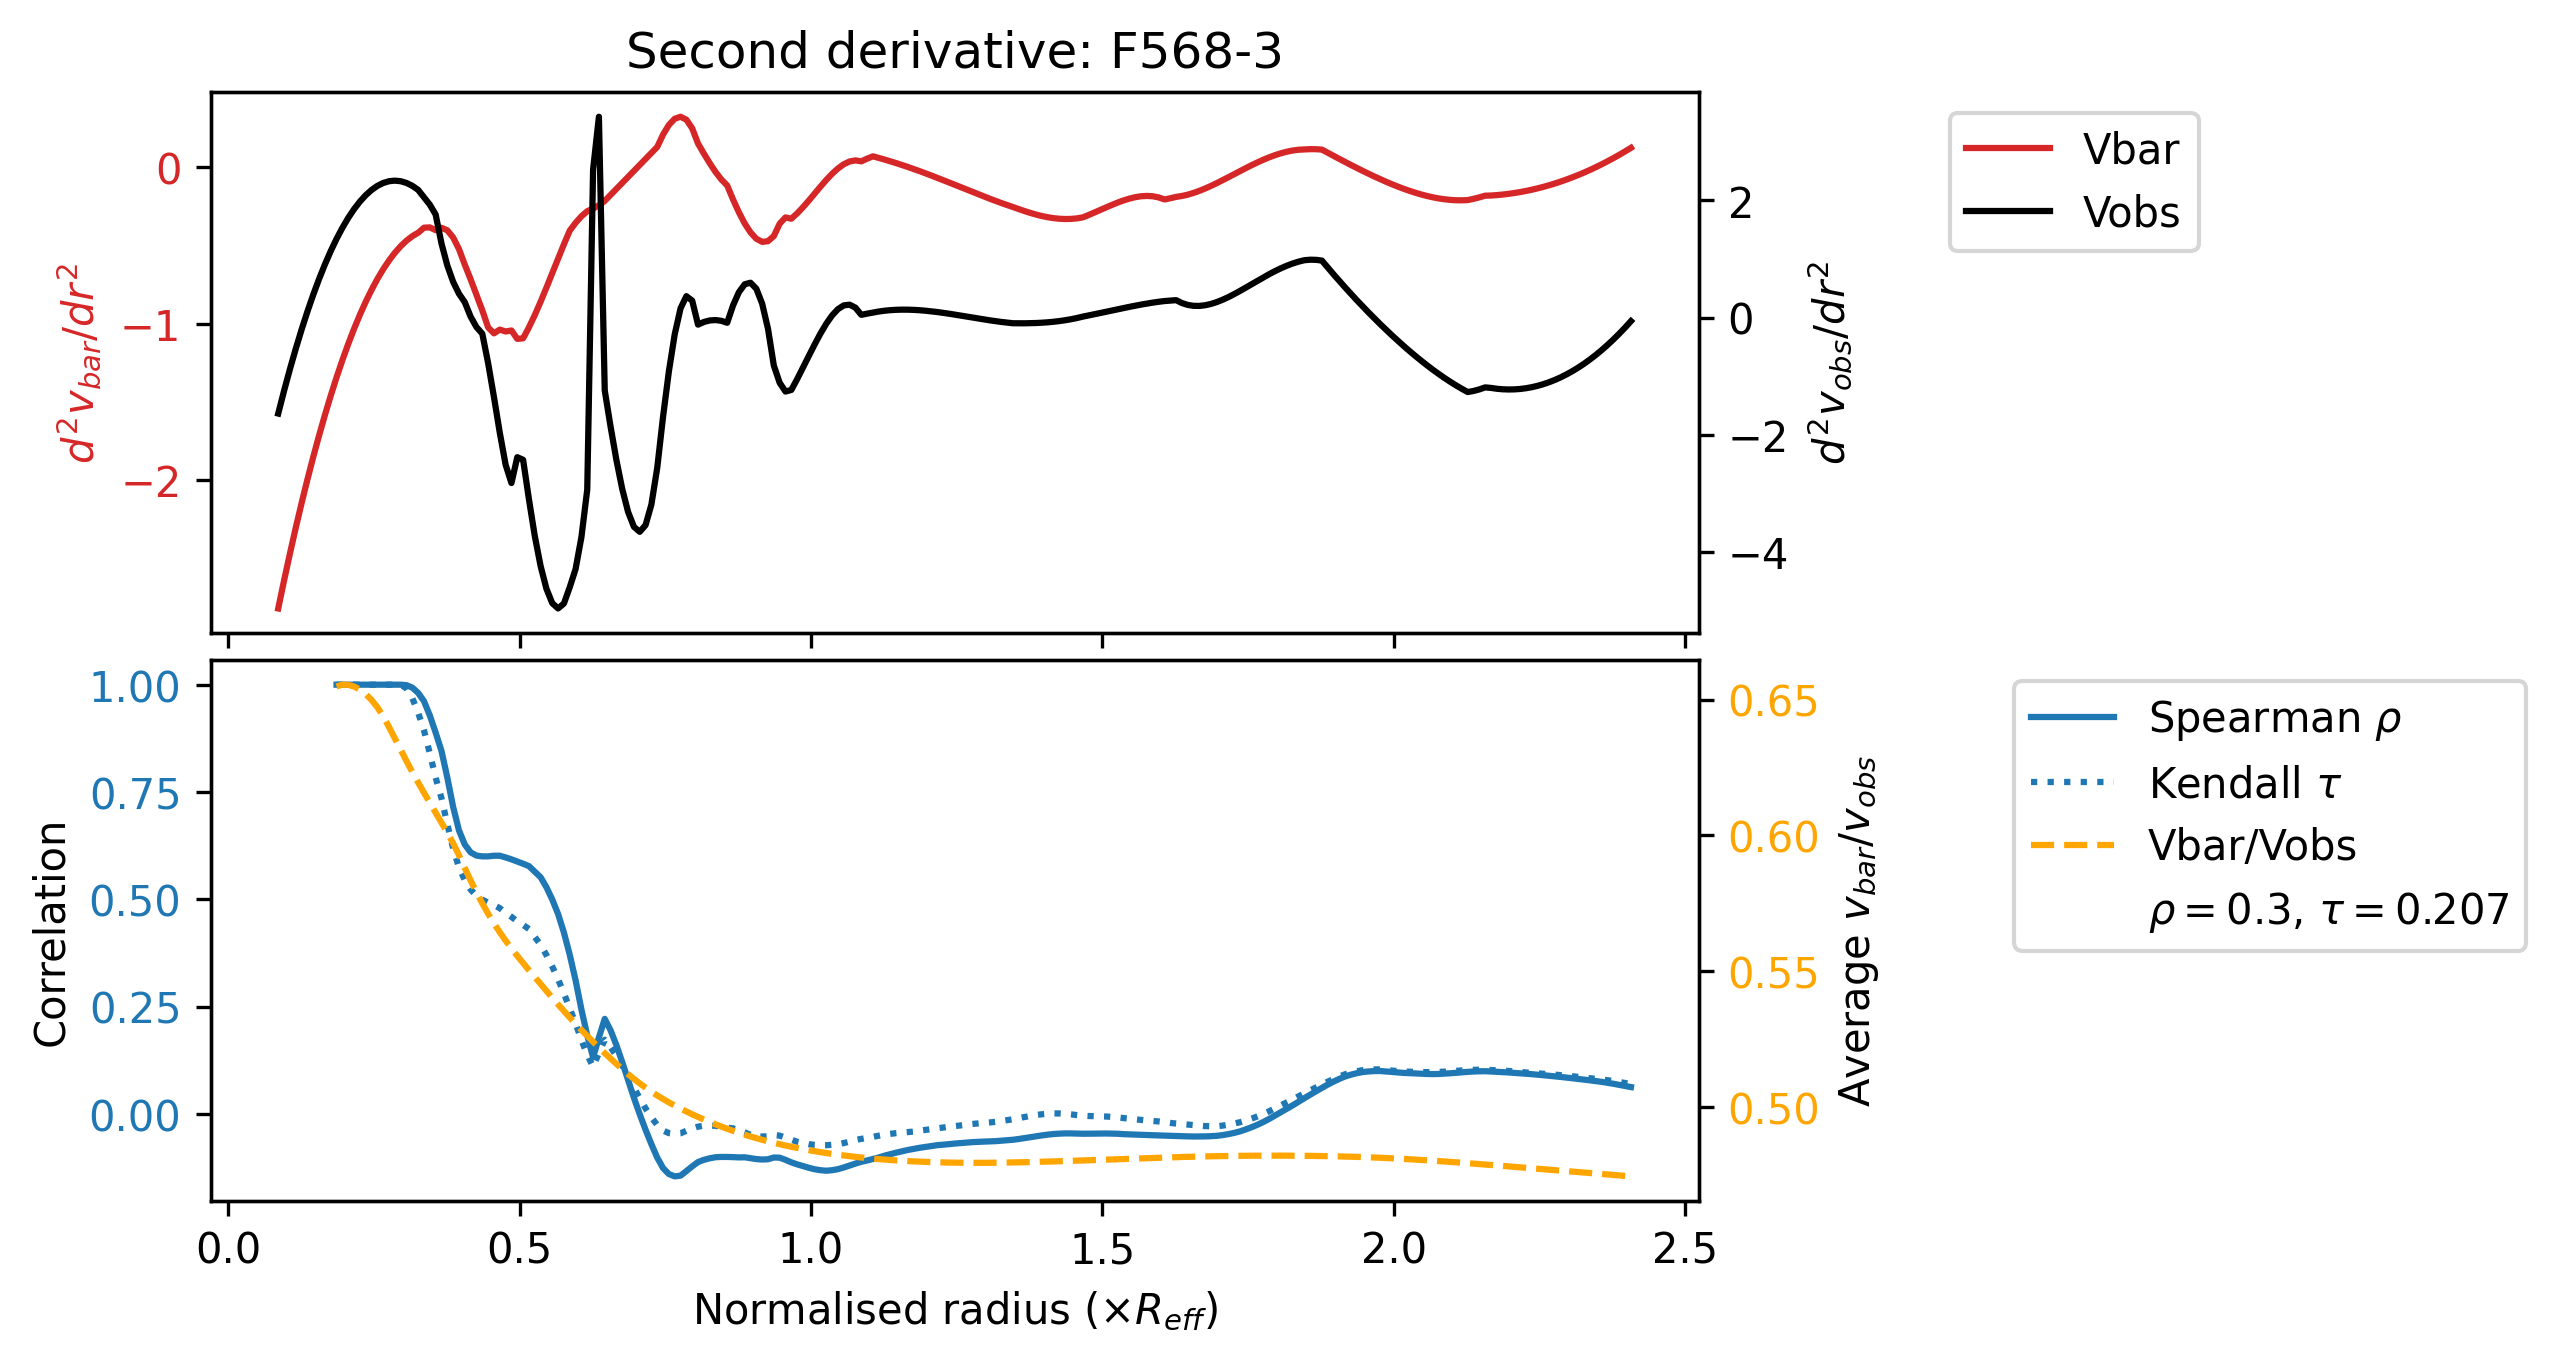 Second derivative: F568-3
0
−1
−2
d²v_bar/dr²
2
0
−2
−4
d²v_obs/dr²
Vbar
Vobs
1.00
0.75
0.50
0.25
0.00
Correlation
0.65
0.60
0.55
0.50
Average v_bar/v_obs
Spearman ρ
Kendall τ
Vbar/Vobs
ρ = 0.3, τ = 0.207
0.0 0.5 1.0 1.5 2.0 2.5
Normalised radius (×R_eff)